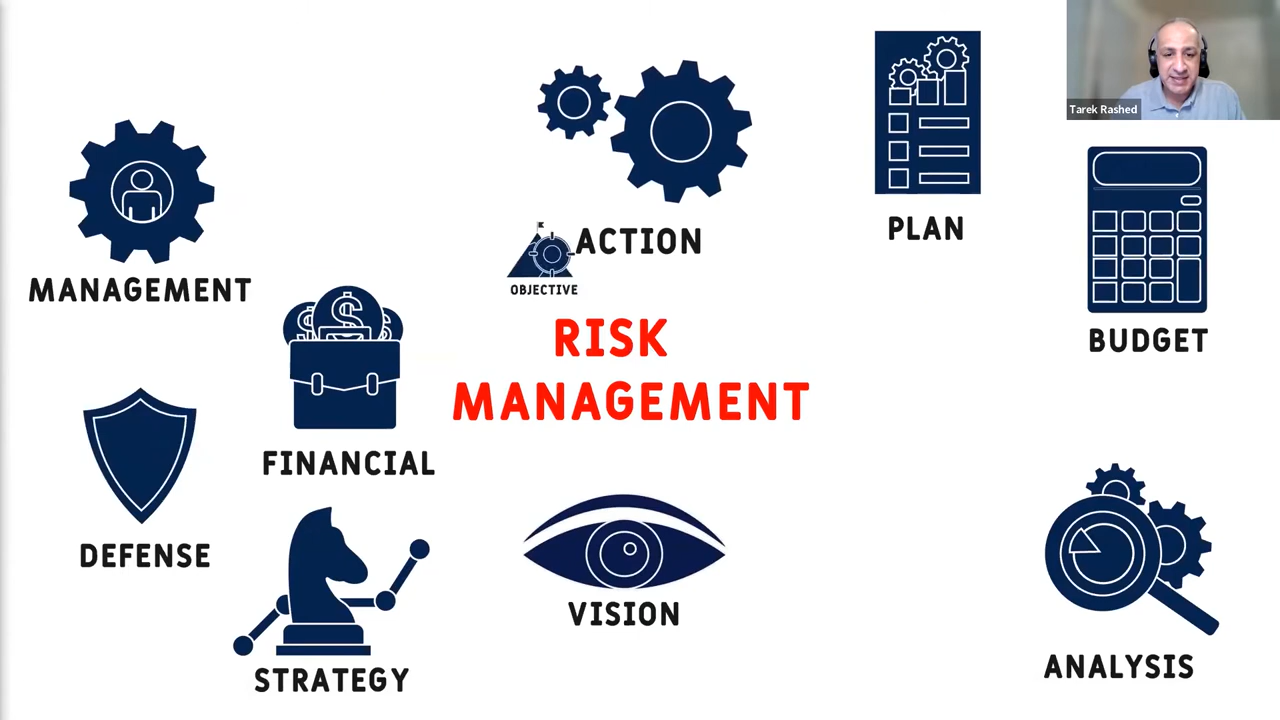 Tarek Rashed
MANAGEMENT
ACTION
OBJECTIVE
PLAN
BUDGET
RISK
MANAGEMENT
FINANCIAL
DEFENSE
STRATEGY
VISION
ANALYSIS